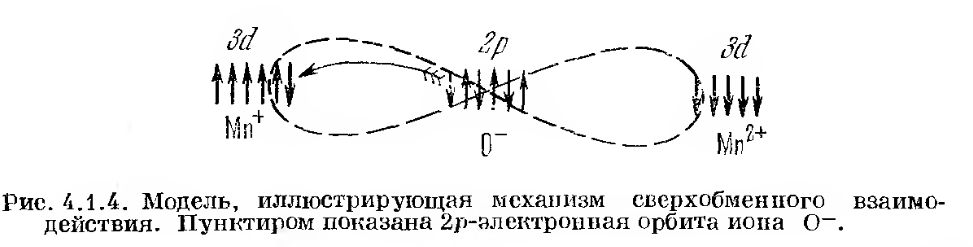 3d 2p 3d
Mn⁺ O⁻ Mn²⁺
Рис. 4.1.4. Модель, иллюстрирующая механизм сверхобменного взаимо-
действия. Пунктиром показана 2p-электронная орбита иона O⁻.